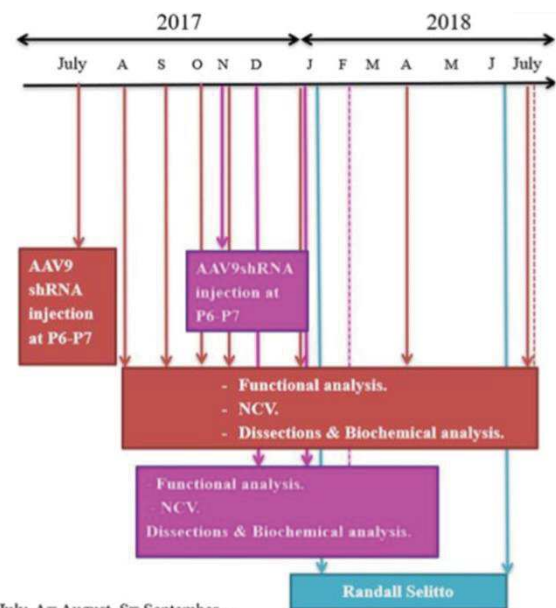 2017 2018
July A S O N D J F M A M J July
AAV9
shRNA
injection
at P6-P7
AAV9shRNA
injection at
P6-P7
- Functional analysis.
- NCV.
- Dissections & Biochemical analysis.
Functional analysis.
NCV.
Dissections & Biochemical analysis.
Randall Selitto
July, A= August, S= September